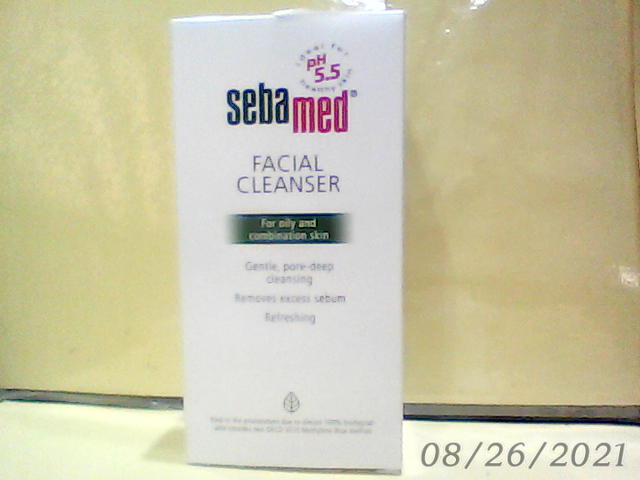 ideal for
pH
5.5
healthy skin
sebamed®
FACIAL
CLEANSER
For oily and
combination skin
Gentle, pore-deep
cleansing
Removes excess sebum
Refreshing
08/26/2021